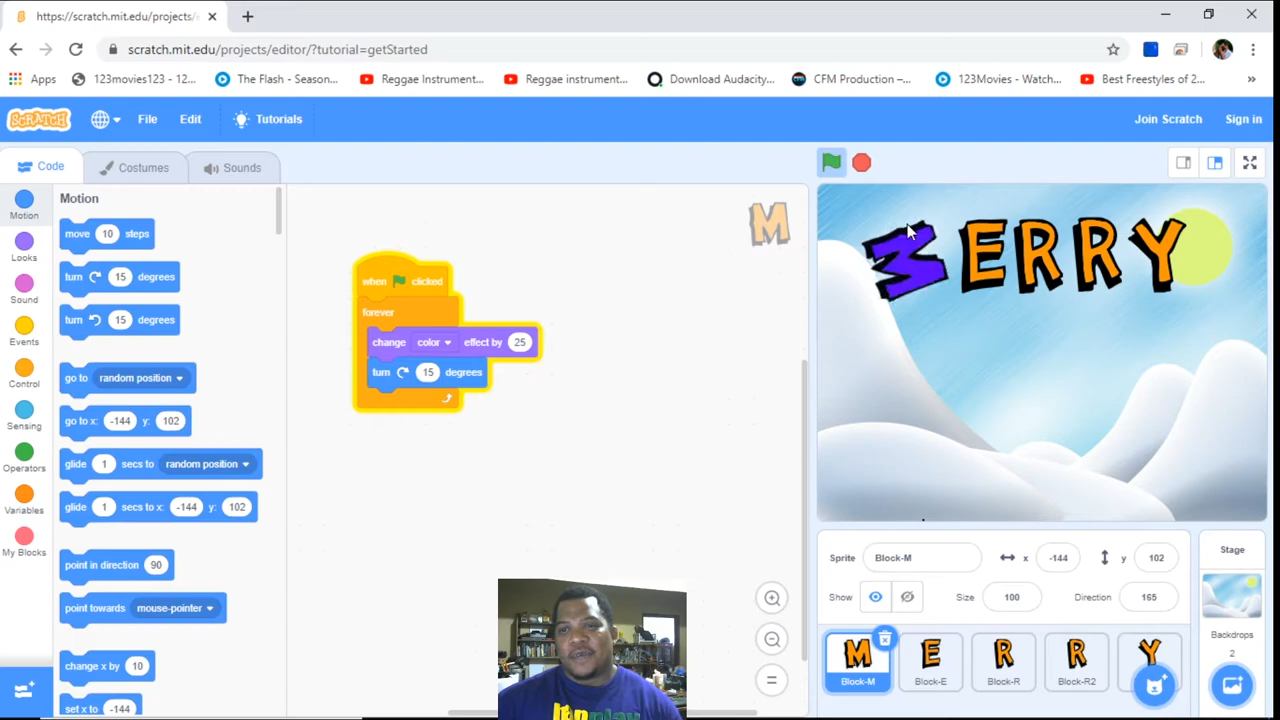 https://scratch.mit.edu/projects/e
scratch.mit.edu/projects/editor/?tutorial=getStarted
Apps 123movies123 - 12... The Flash - Season... Reggae Instrument... Reggae instrument... Download Audacity... CFM Production –... 123Movies - Watch... Best Freestyles of 2... »
SCRATCH File Edit Tutorials Join Scratch Sign in
Code Costumes Sounds
Motion
Looks
Sound
Events
Control
Sensing
Operators
Variables
My Blocks
Motion
move 10 steps
turn 15 degrees
turn 15 degrees
go to random position
go to x: -144 y: 102
glide 1 secs to random position
glide 1 secs to x: -144 y: 102
point in direction 90
point towards mouse-pointer
change x by 10
set x to -144
when clicked
forever
change color effect by 25
turn 15 degrees
M
M E R R Y
Sprite Block-M x -144 y 102
Show Size 100 Direction 165
M E R R Y
Block-M Block-E Block-R Block-R2
Stage
Backdrops
2